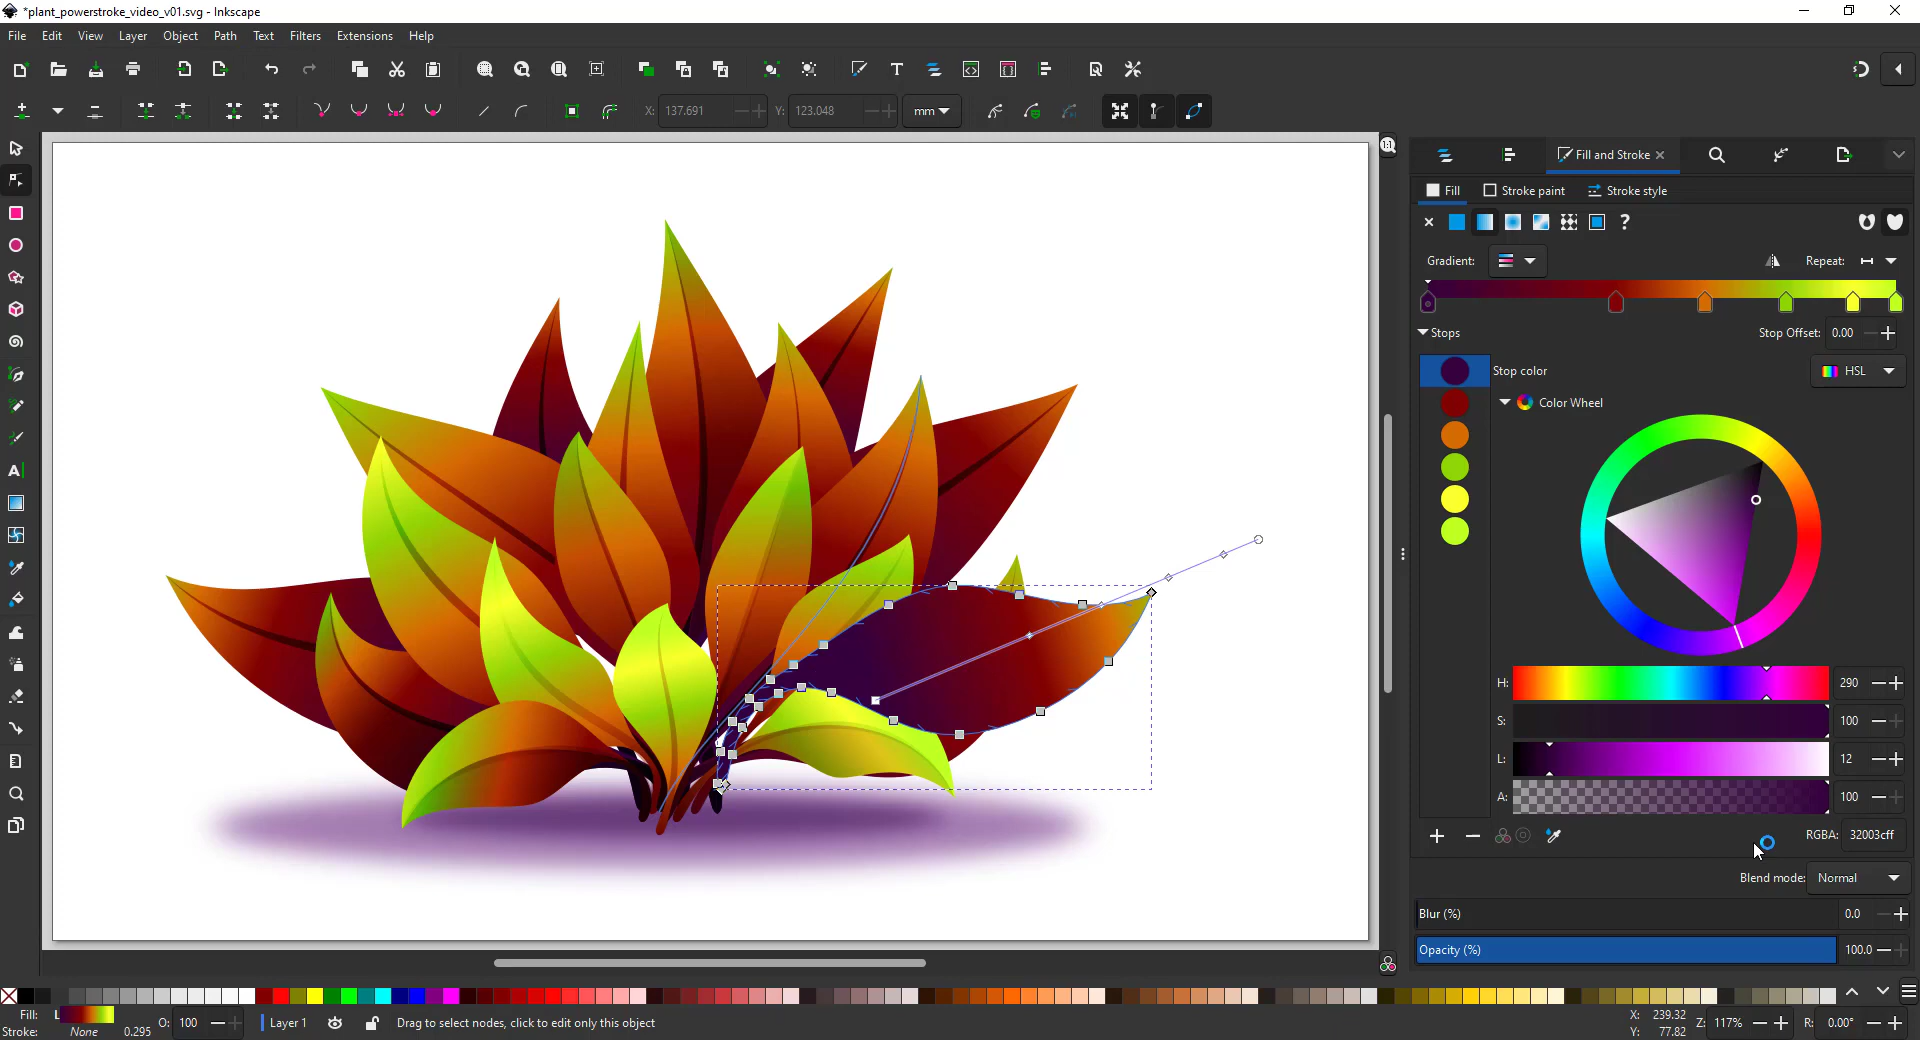 *plant_powerstroke_video_v01.svg - Inkscape
File Edit View Layer Object Path Text Filters Extensions Help
X: 137.691 Y: 123.048 mm
Fill and Stroke
Fill Stroke paint Stroke style
Gradient: Repeat:
Stops Stop Offset: 0.00
Stop color HSL
Color Wheel
H: 290
S: 100
L: 12
A: 100
RGBA: 32003cff
Blend mode: Normal
Blur (%) 0.0
Opacity (%) 100.0
Fill: L O: 100 Layer 1 Drag to select nodes, click to edit only this object X: 239.32 Z: 117% R: 0.00°
Stroke: None 0.295 Y: 77.82